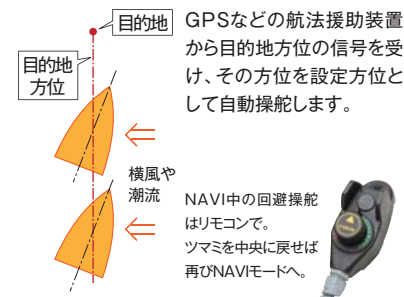 目的地
目的地
方位
GPSなどの航法援助装置
から目的地方位の信号を受
け、その方位を設定方位と
して自動操舵します。
横風や
潮流
NAVI中の回避操舵
はリモコンで。
ツマミを中央に戻せば
再びNAVIモードへ。